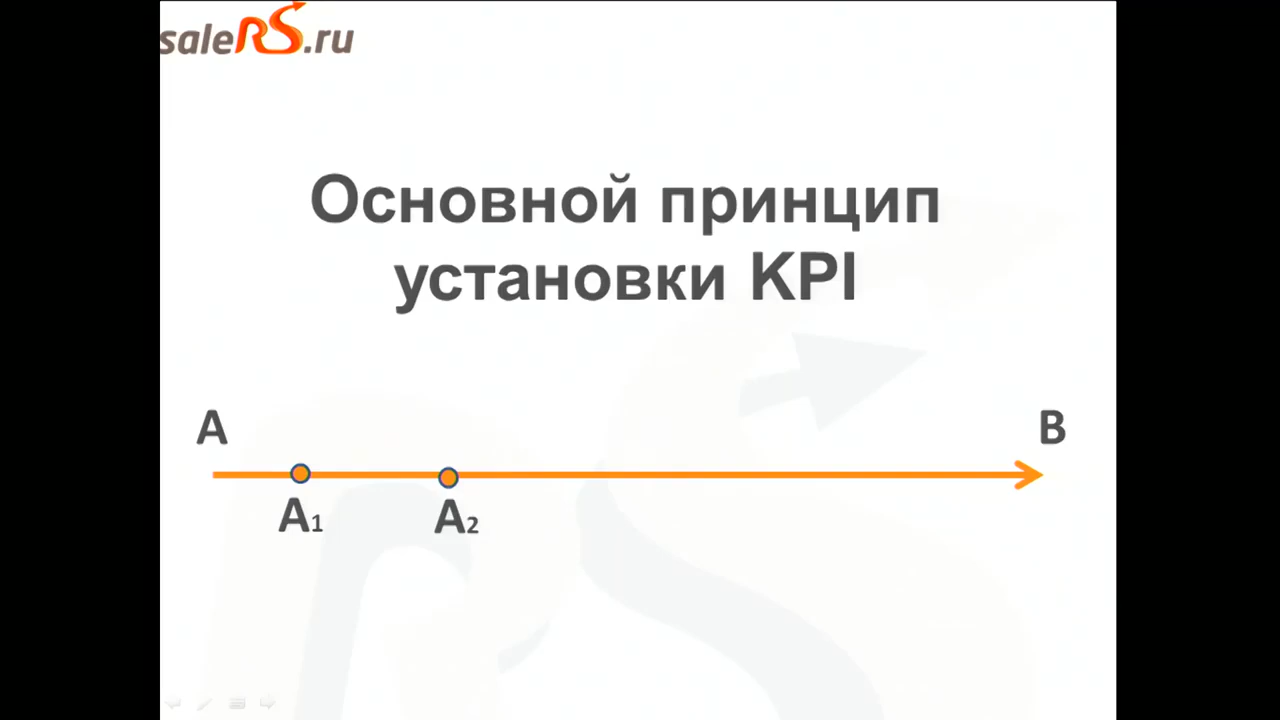 saleRS.ru
Основной принцип
установки KPI
A B
A1 A2